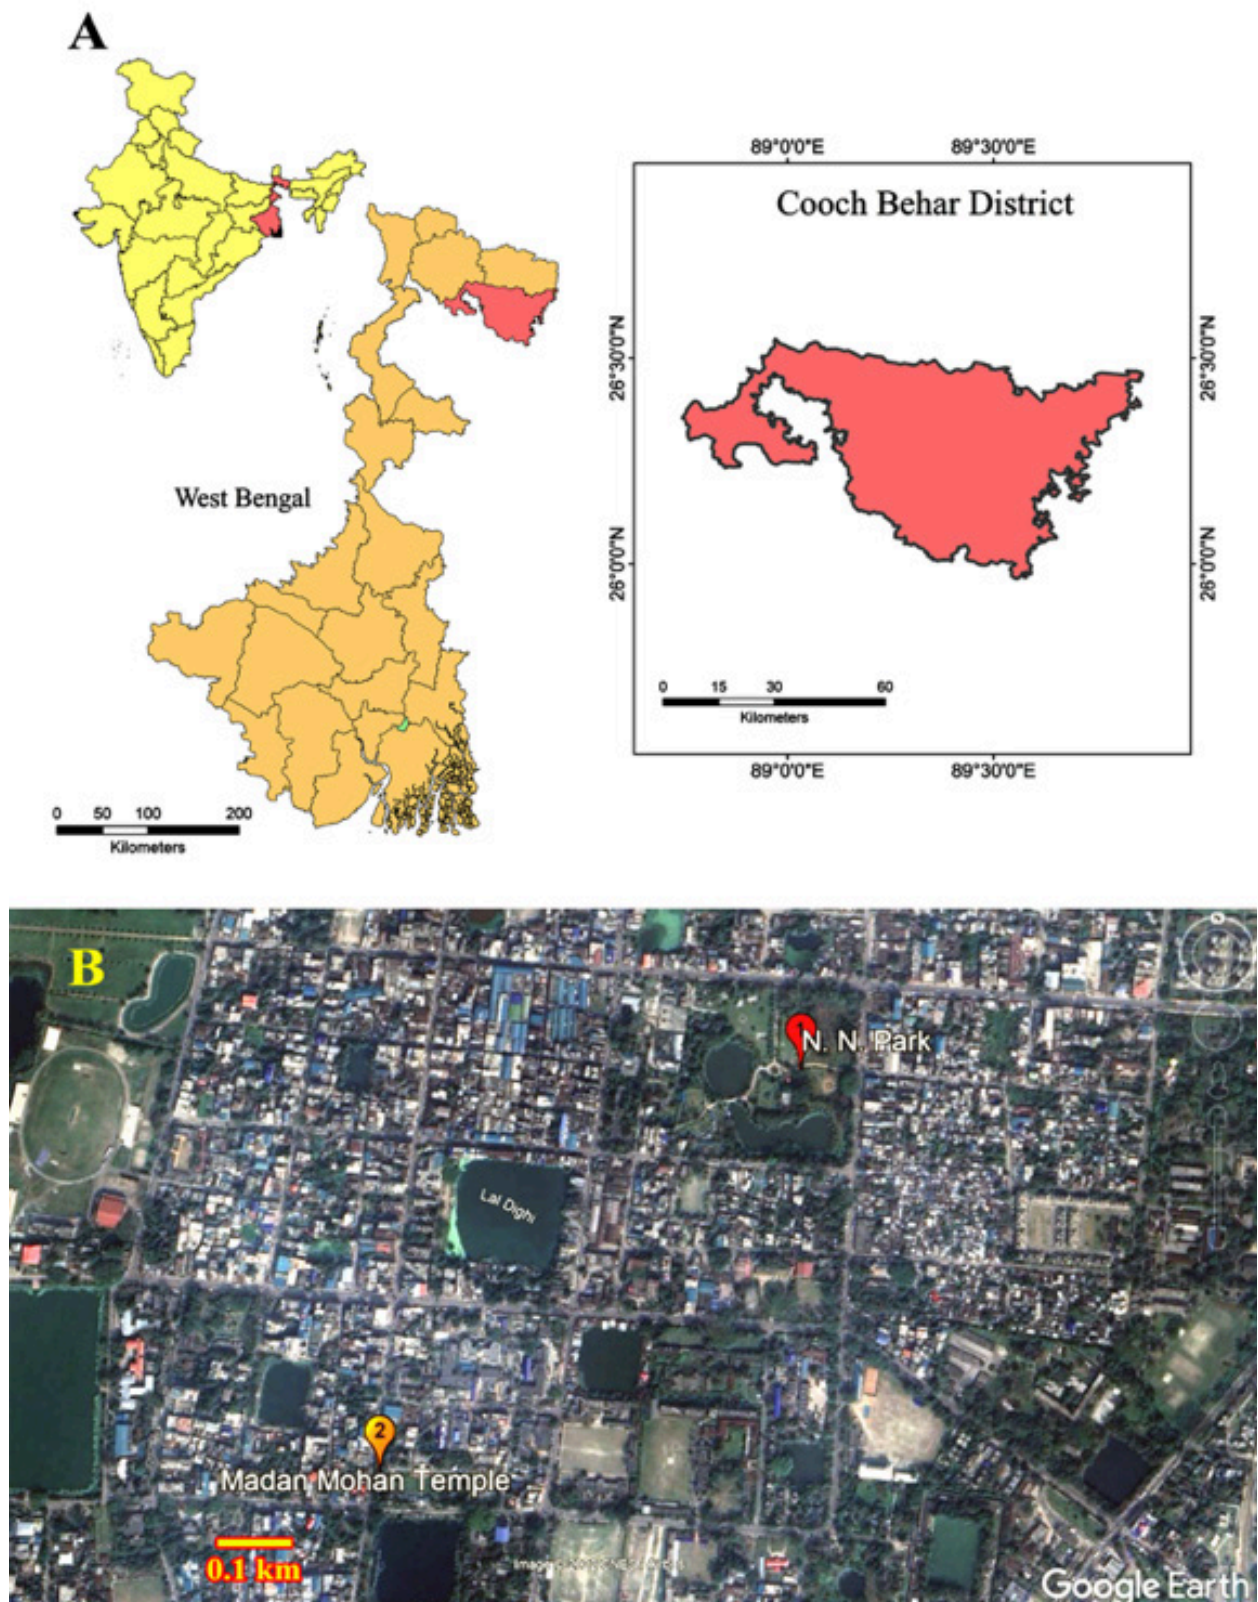 A
89°0'0"E 89°30'0"E
Cooch Behar District
26°30'0"N 26°30'0"N
West Bengal
26°0'0"N 26°0'0"N
0 15 30 60
Kilometers
89°0'0"E 89°30'0"E
0 50 100 200
Kilometers
B
1
N. N. Park
Lal Dighi
2
Madan Mohan Temple
0.1 km
Google Earth